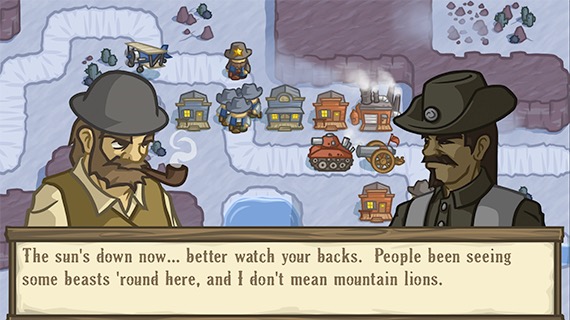 The sun's down now... better watch your backs. People been seeing
some beasts 'round here, and I don't mean mountain lions.